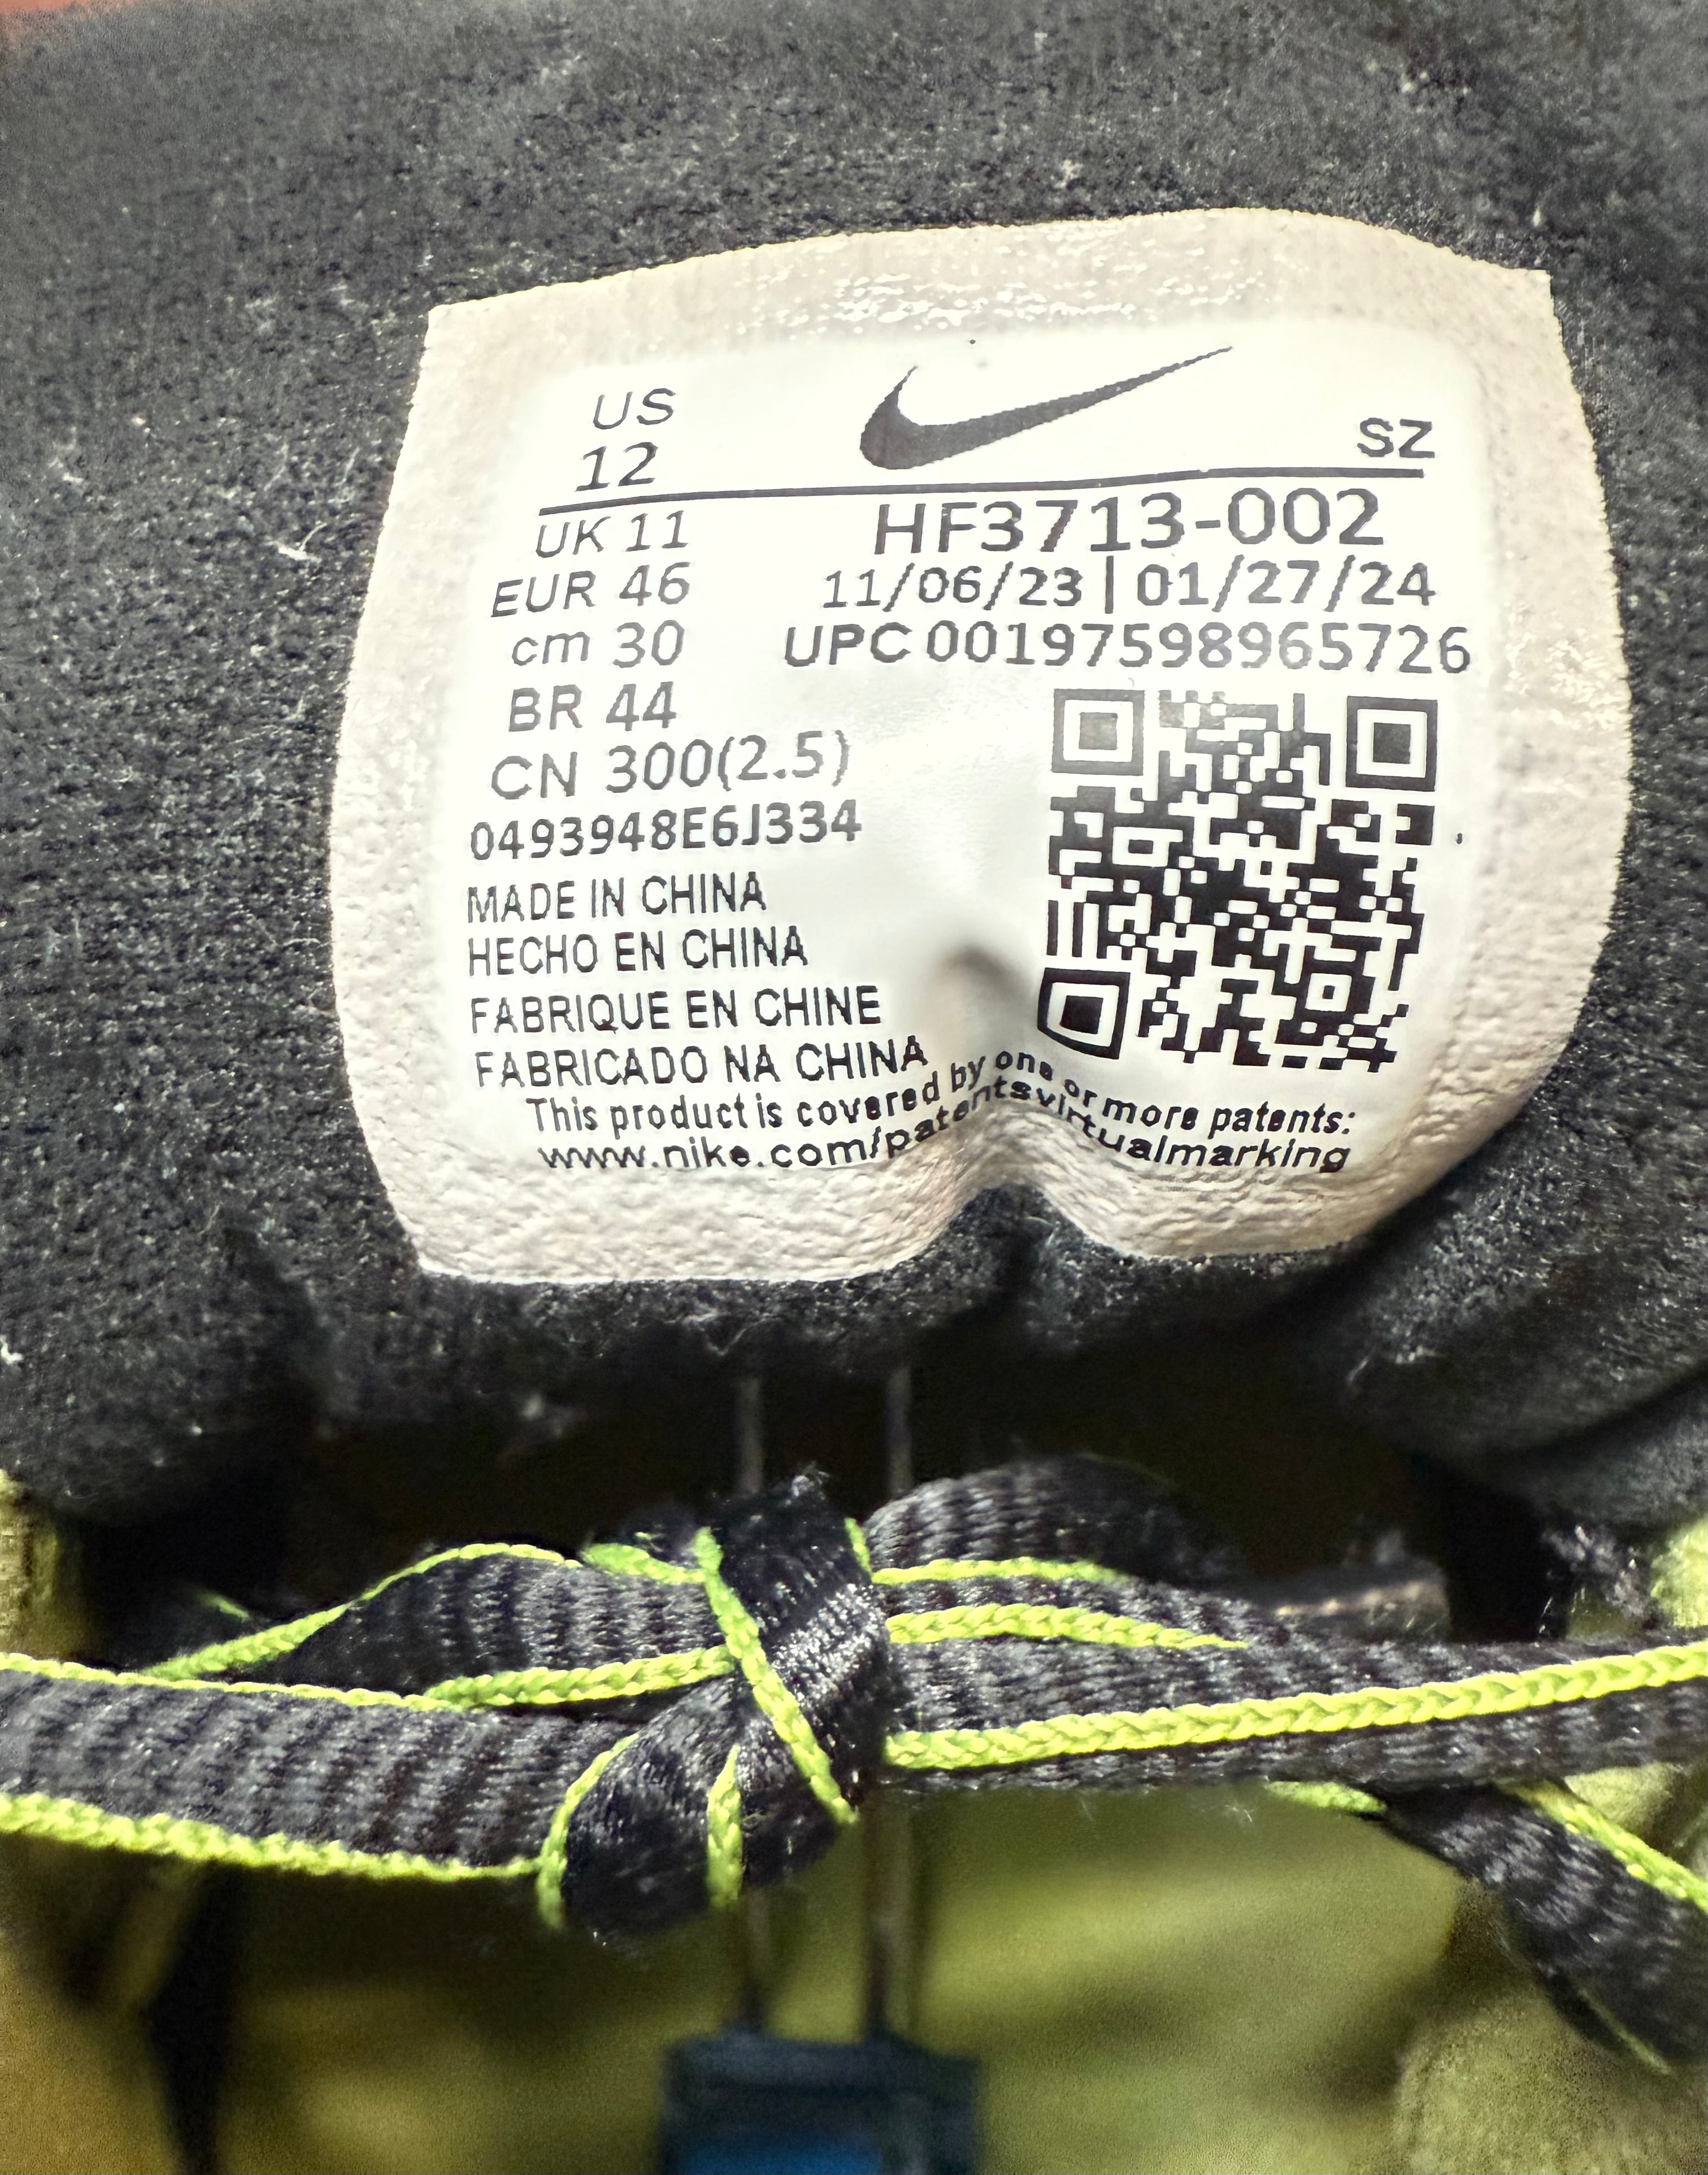 US
12
SZ
UK 11
EUR 46
cm 30
BR 44
CN 300(2.5)
0493948E6J334
HF3713-002
11/06/23 | 01/27/24
UPC 00197598965726
MADE IN CHINA
HECHO EN CHINA
FABRIQUE EN CHINE
FABRICADO NA CHINA
This product is covered by one or more patents:
www.nike.com/patentsvirtualmarking